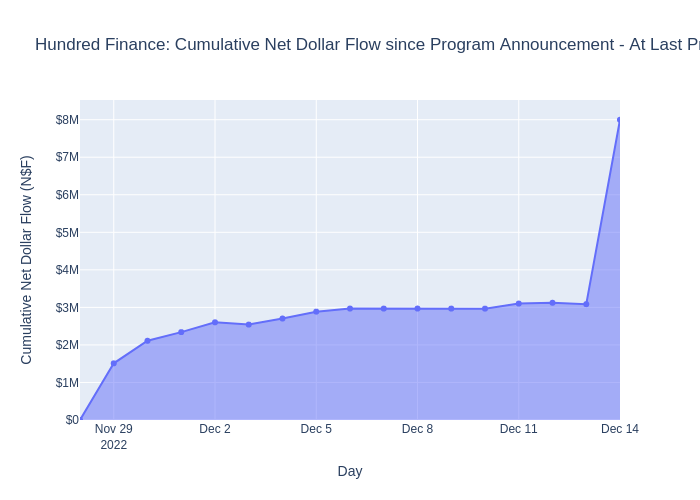 Hundred Finance: Cumulative Net Dollar Flow since Program Announcement - At Last
$8M
$7M
$6M
$5M
$4M
$3M
$2M
$1M
$0
Cumulative Net Dollar Flow (N$F)
Nov 29
2022
Dec 2
Dec 5
Dec 8
Dec 11
Dec 14
Day